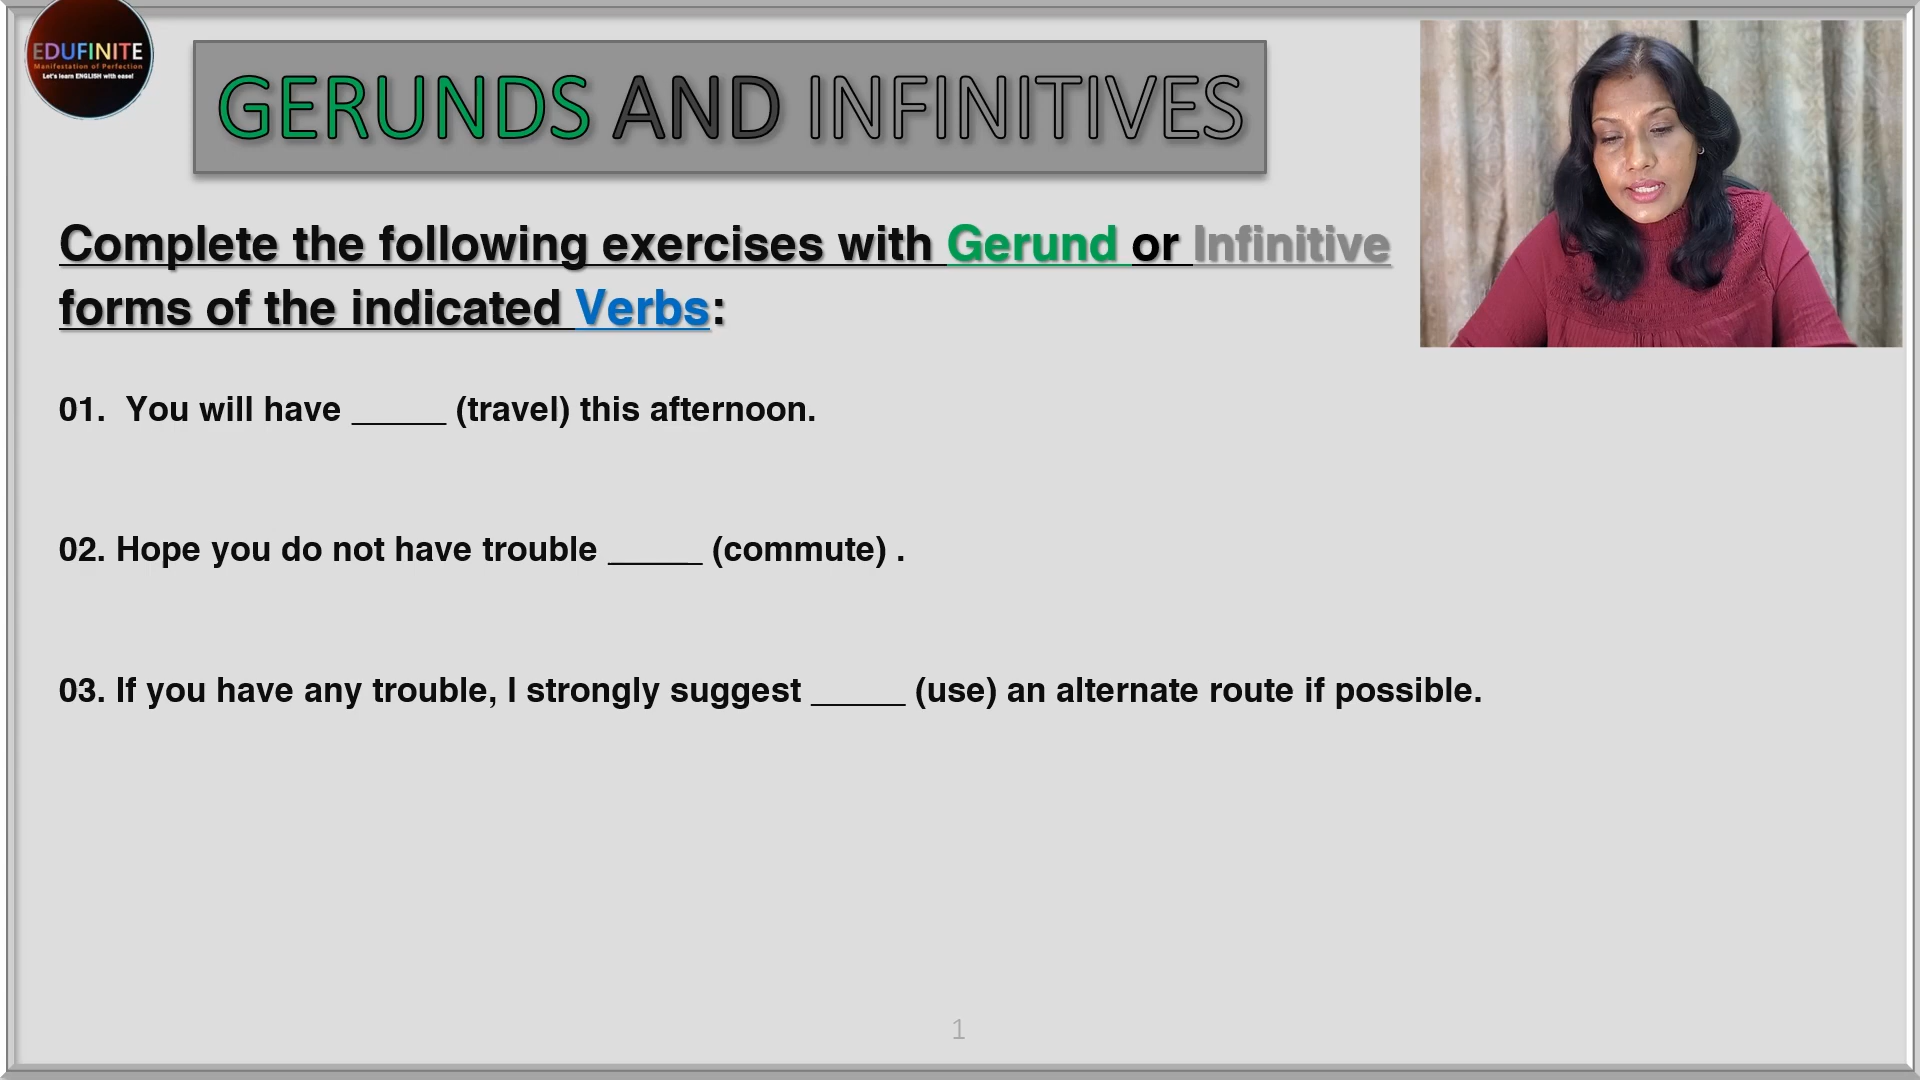 EDUFINITE
Manifestation of Perfection
Let's learn ENGLISH with ease!
GERUNDS AND INFINITIVES
Complete the following exercises with Gerund or Infinitive
forms of the indicated Verbs:
01. You will have _____ (travel) this afternoon.
02. Hope you do not have trouble _____ (commute) .
03. If you have any trouble, I strongly suggest _____ (use) an alternate route if possible.
1